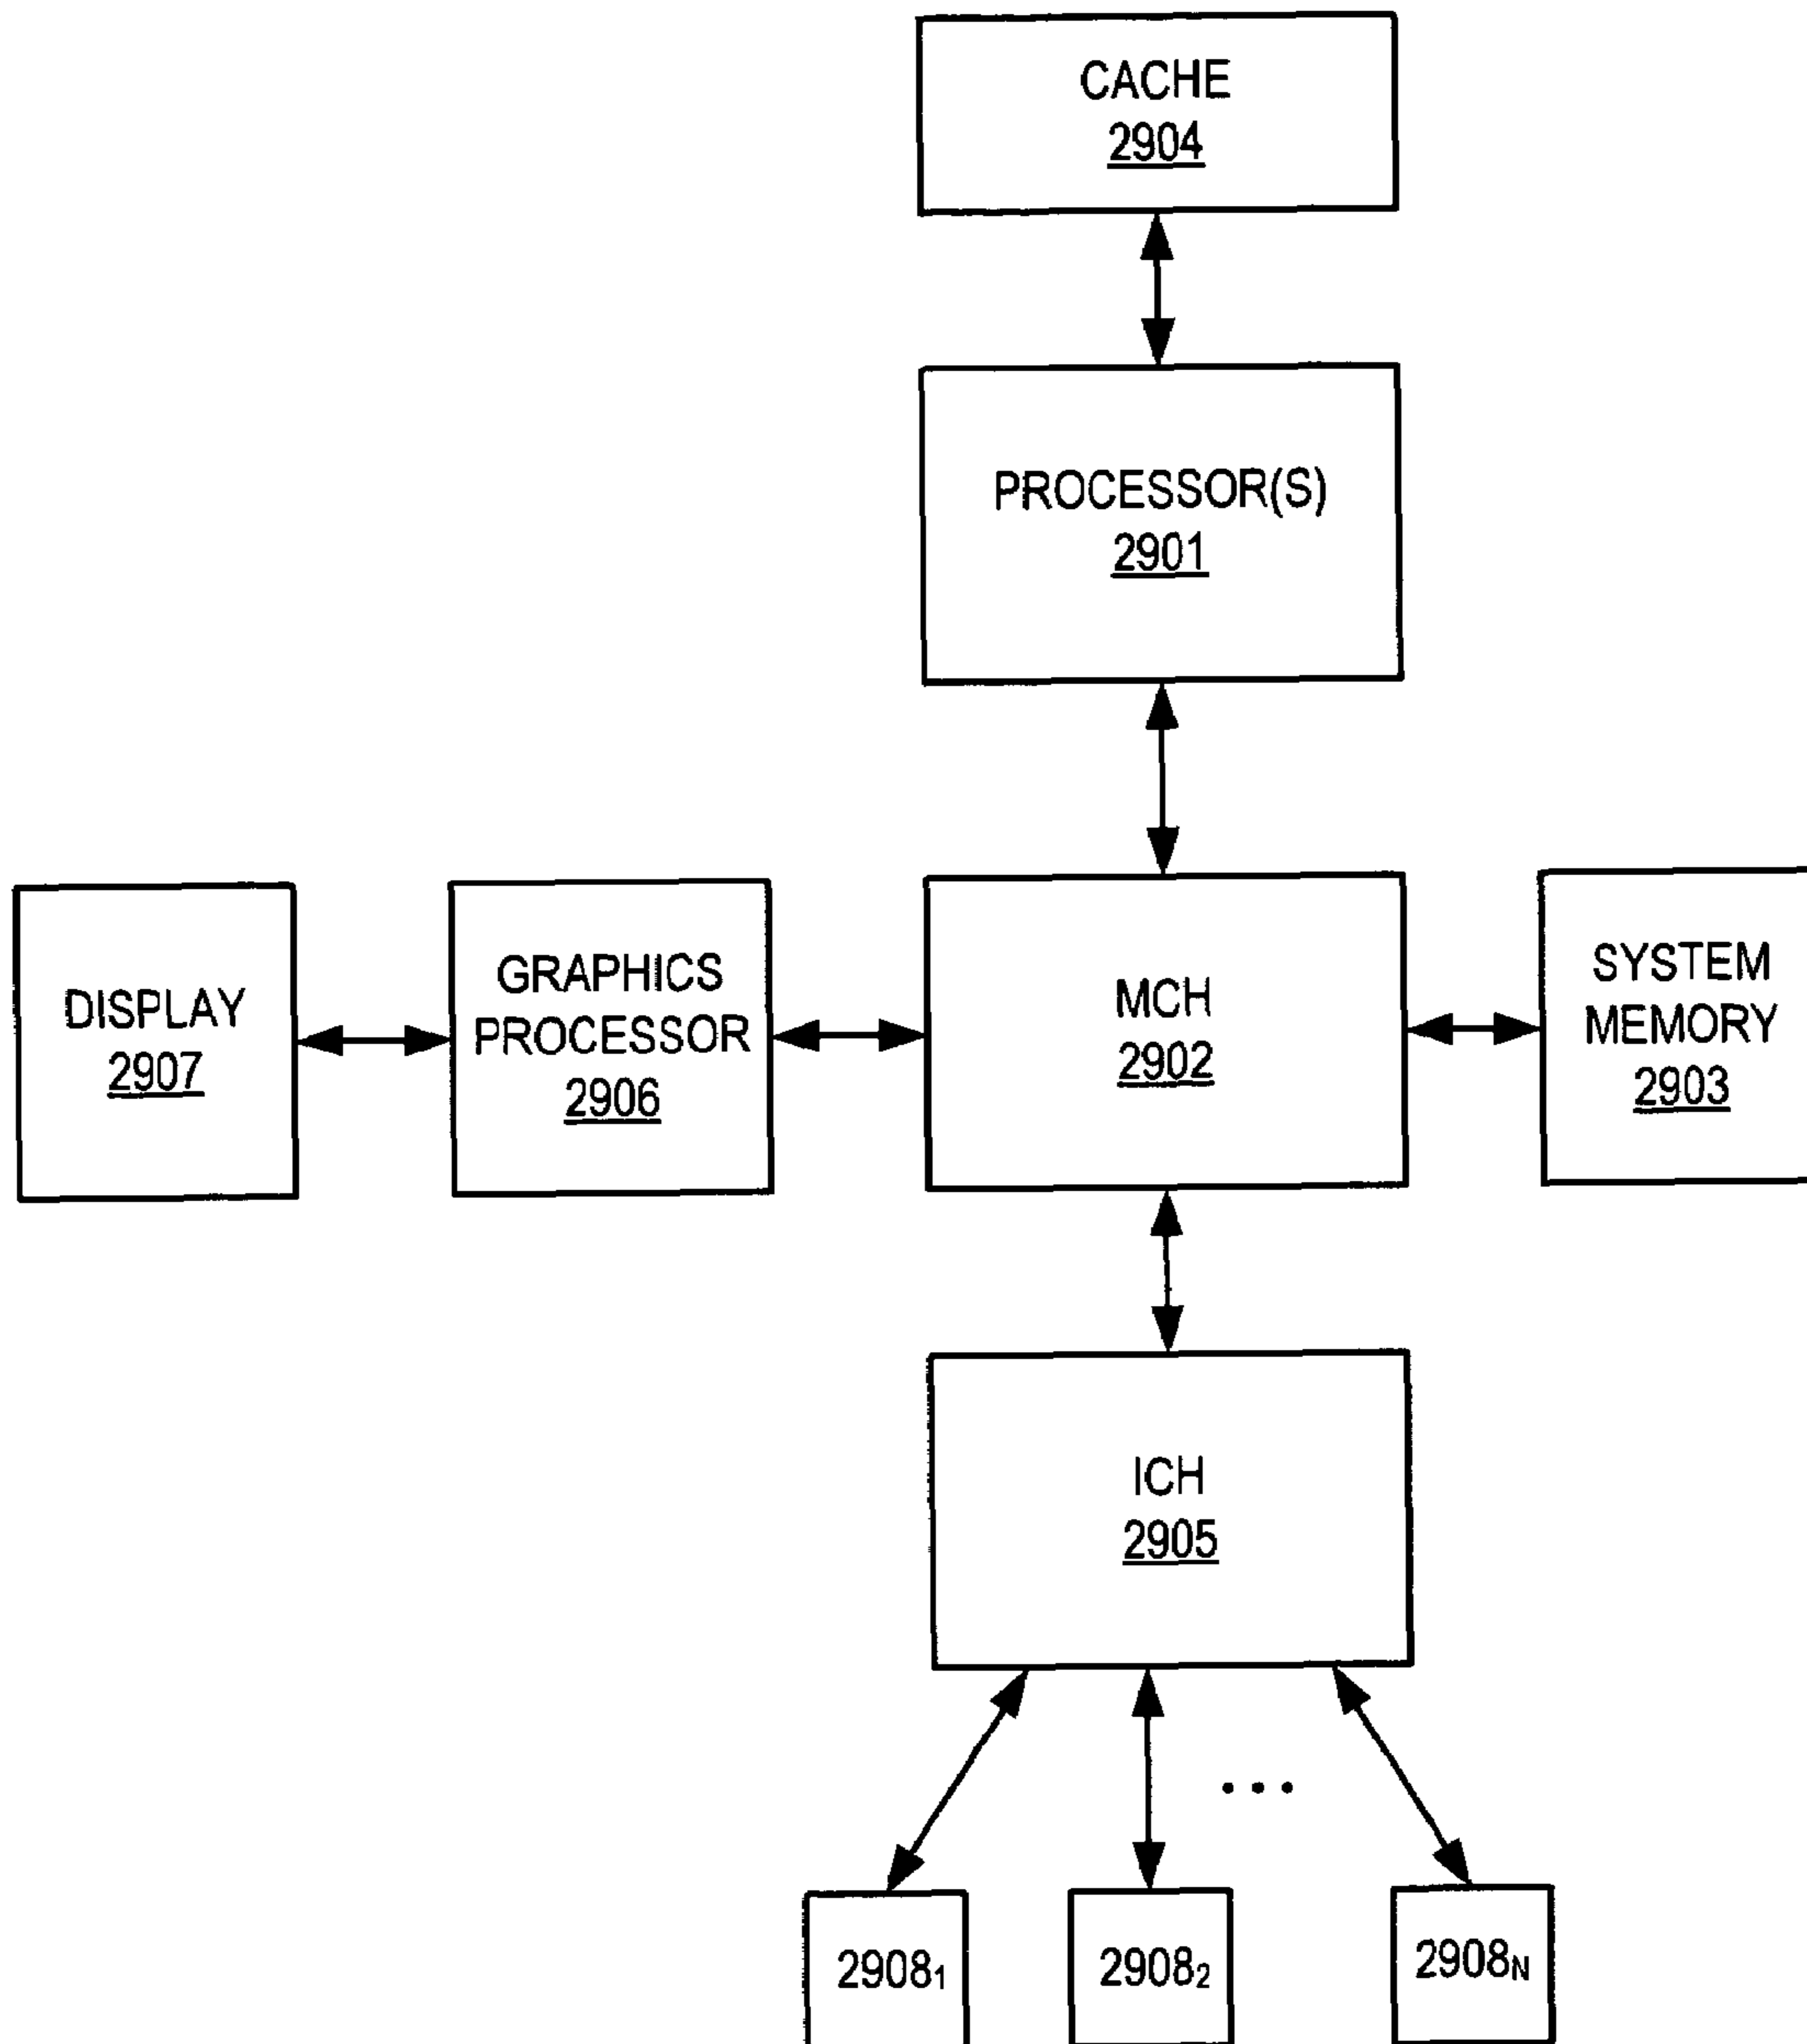 CACHE
2904
PROCESSOR(S)
2901
DISPLAY
2907
GRAPHICS
PROCESSOR
2906
MCH
2902
SYSTEM
MEMORY
2903
ICH
2905
...
2908₁
2908₂
2908N